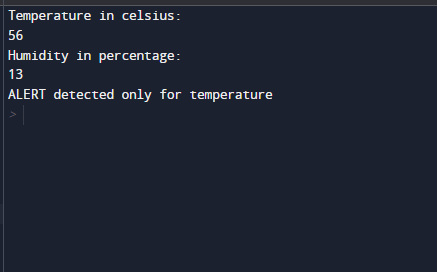 Temperature in celsius:
56
Humidity in percentage:
13
ALERT detected only for temperature
>